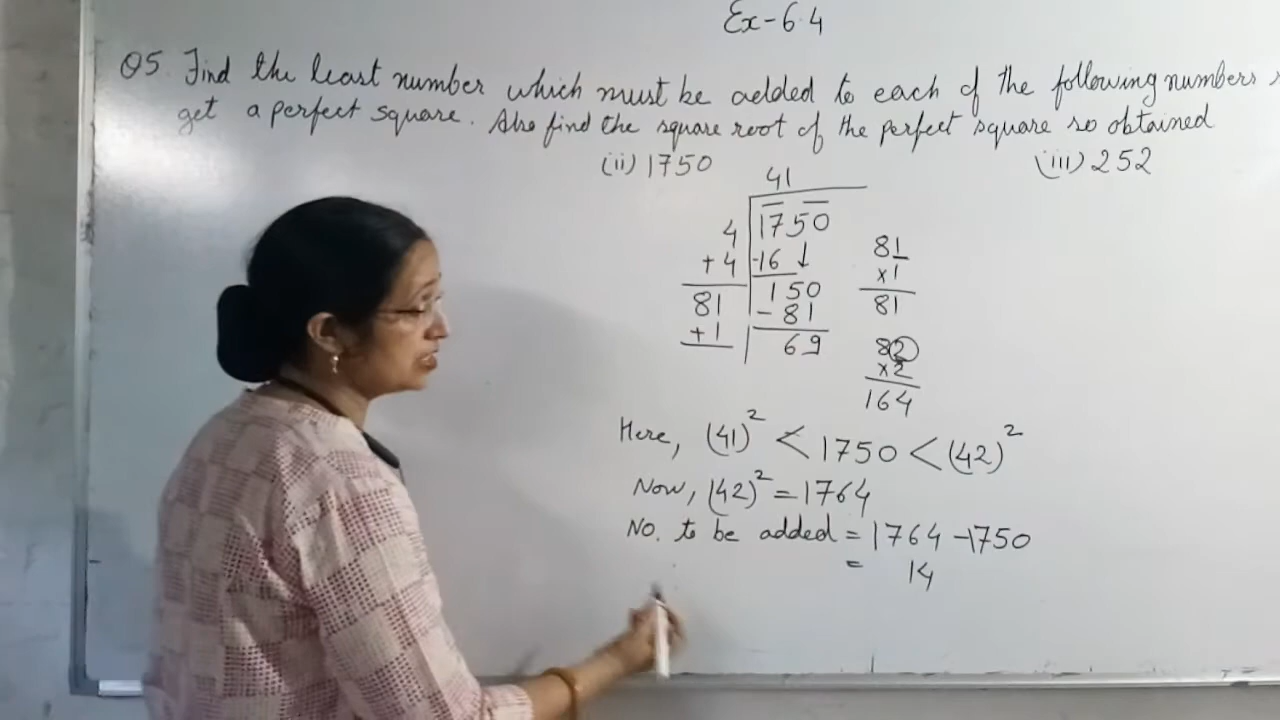 Ex-6.4
Q5. Find the least number which must be added to each of the following numbers
get a perfect square. Also find the square root of the perfect square so obtained
(ii) 1750 (iii) 252
41
4 1750
+4 -16 ↓
81 150
+1 -81
69
81
×1
81
82
×2
164
Here, (41)² < 1750 < (42)²
Now, (42)² = 1764
No. to be added = 1764 - 1750
= 14